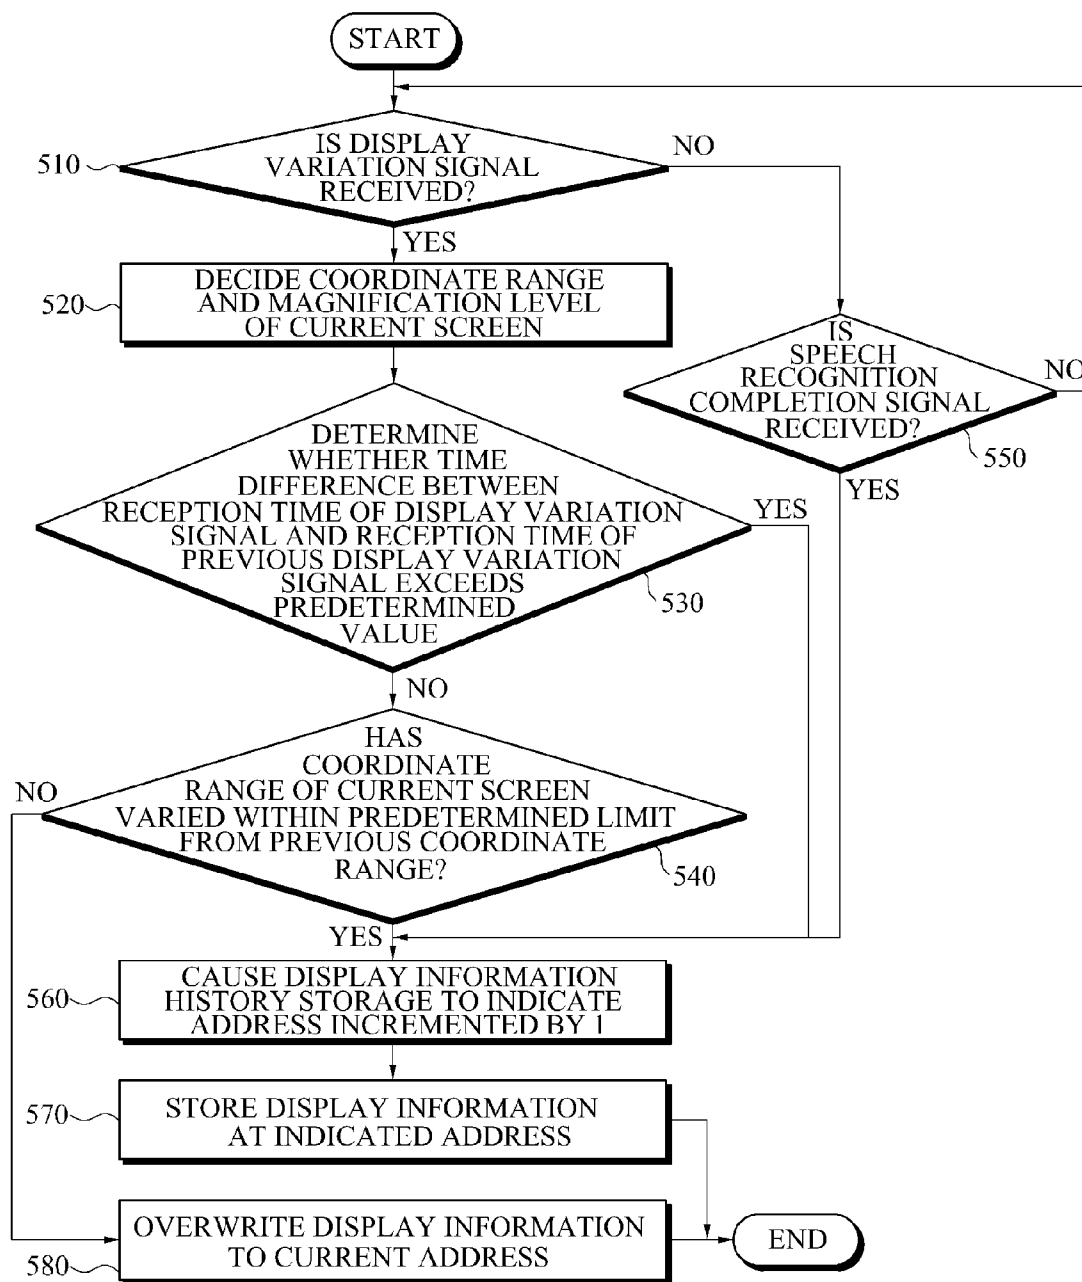 START
IS DISPLAY
VARIATION SIGNAL
RECEIVED?
510
NO
YES
DECIDE COORDINATE RANGE
AND MAGNIFICATION LEVEL
OF CURRENT SCREEN
520
IS
SPEECH
RECOGNITION
COMPLETION SIGNAL
RECEIVED?
NO
550
YES
DETERMINE
WHETHER TIME
DIFFERENCE BETWEEN
RECEPTION TIME OF DISPLAY VARIATION
SIGNAL AND RECEPTION TIME OF
PREVIOUS DISPLAY VARIATION
SIGNAL EXCEEDS
PREDETERMINED
VALUE
YES
530
NO
HAS
COORDINATE
RANGE OF CURRENT SCREEN
VARIED WITHIN PREDETERMINED LIMIT
FROM PREVIOUS COORDINATE
RANGE?
NO
540
YES
CAUSE DISPLAY INFORMATION
HISTORY STORAGE TO INDICATE
ADDRESS INCREMENTED BY 1
560
STORE DISPLAY INFORMATION
AT INDICATED ADDRESS
570
OVERWRITE DISPLAY INFORMATION
TO CURRENT ADDRESS
580
END